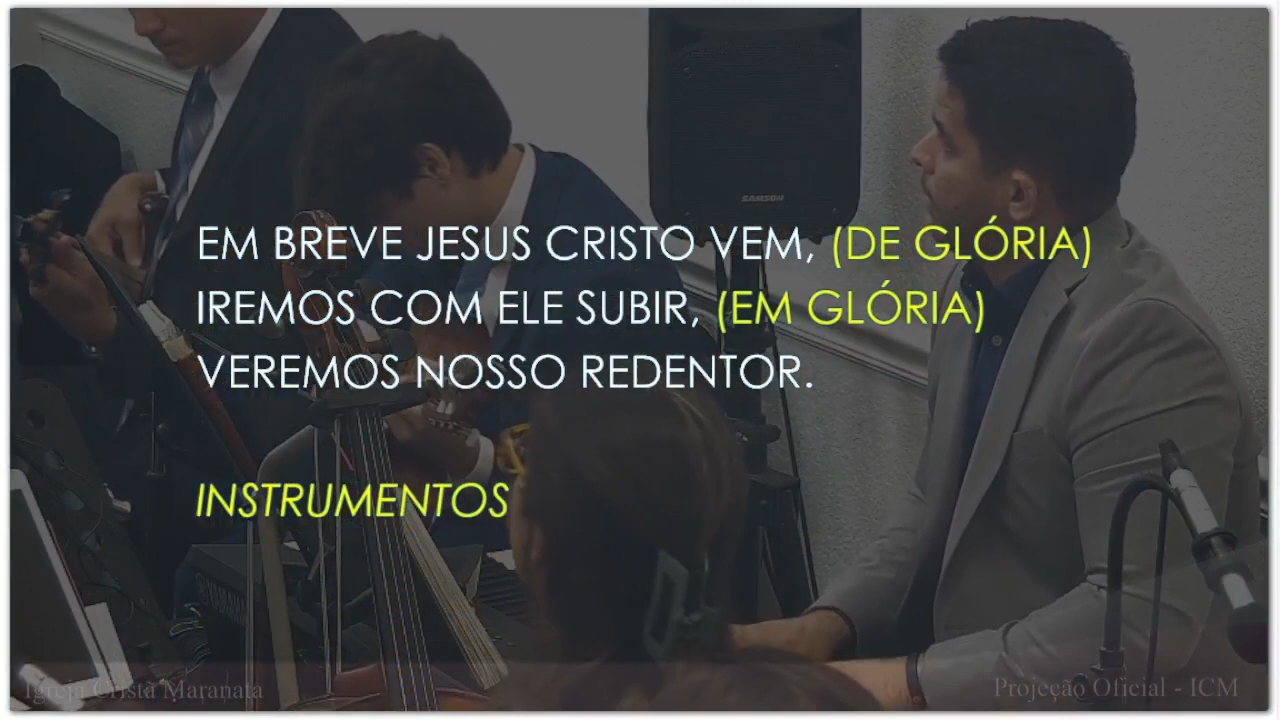 SAMSON
EM BREVE JESUS CRISTO VEM, (DE GLÓRIA)
IREMOS COM ELE SUBIR, (EM GLÓRIA)
VEREMOS NOSSO REDENTOR.
INSTRUMENTOS
YAMAHA
Igreja Cristã Maranata
Projeção Oficial - ICM